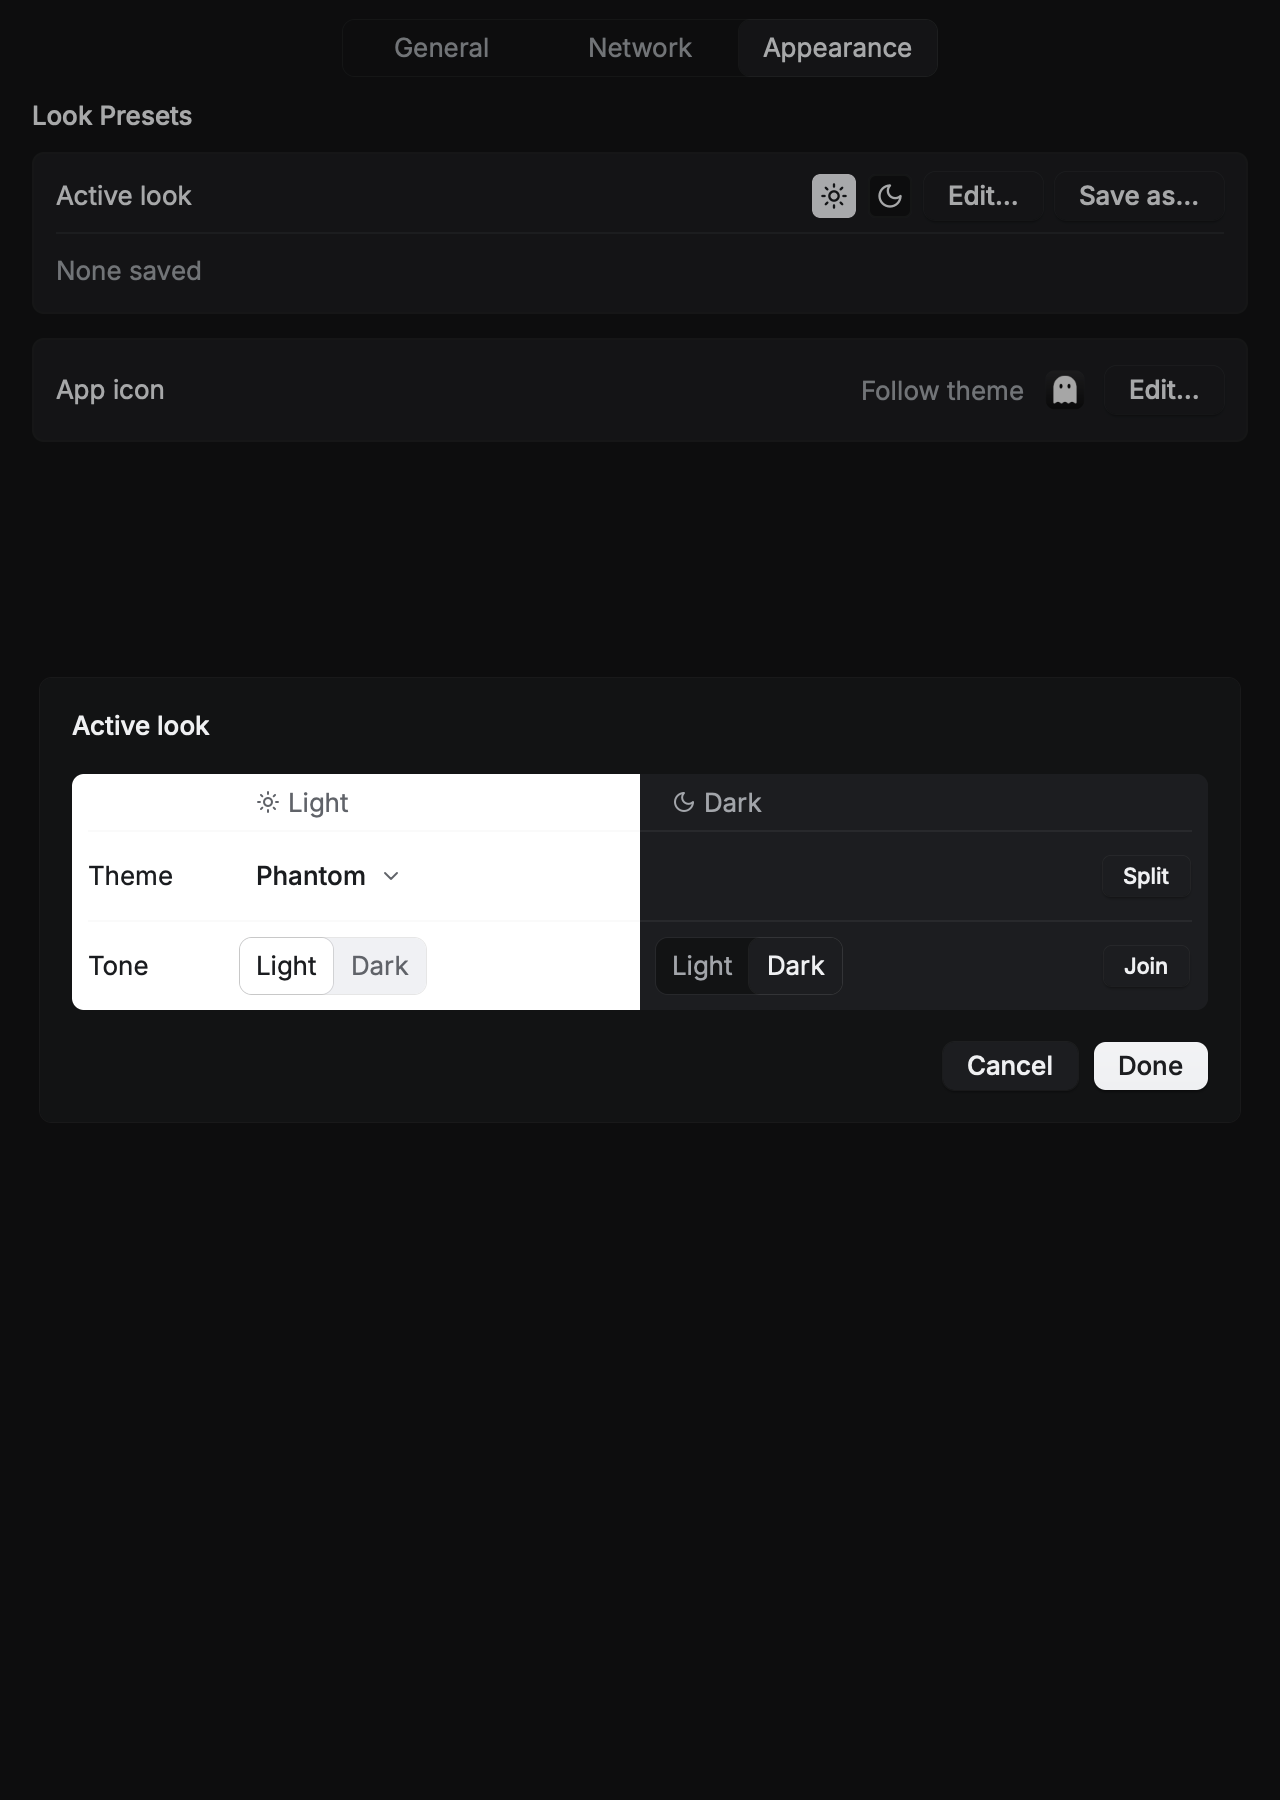 General Network Appearance
Look Presets
Active look Edit... Save as...
None saved
App icon Follow theme Edit...
Active look
Light Dark
Theme Phantom Split
Tone Light Dark Light Dark Join
Cancel Done